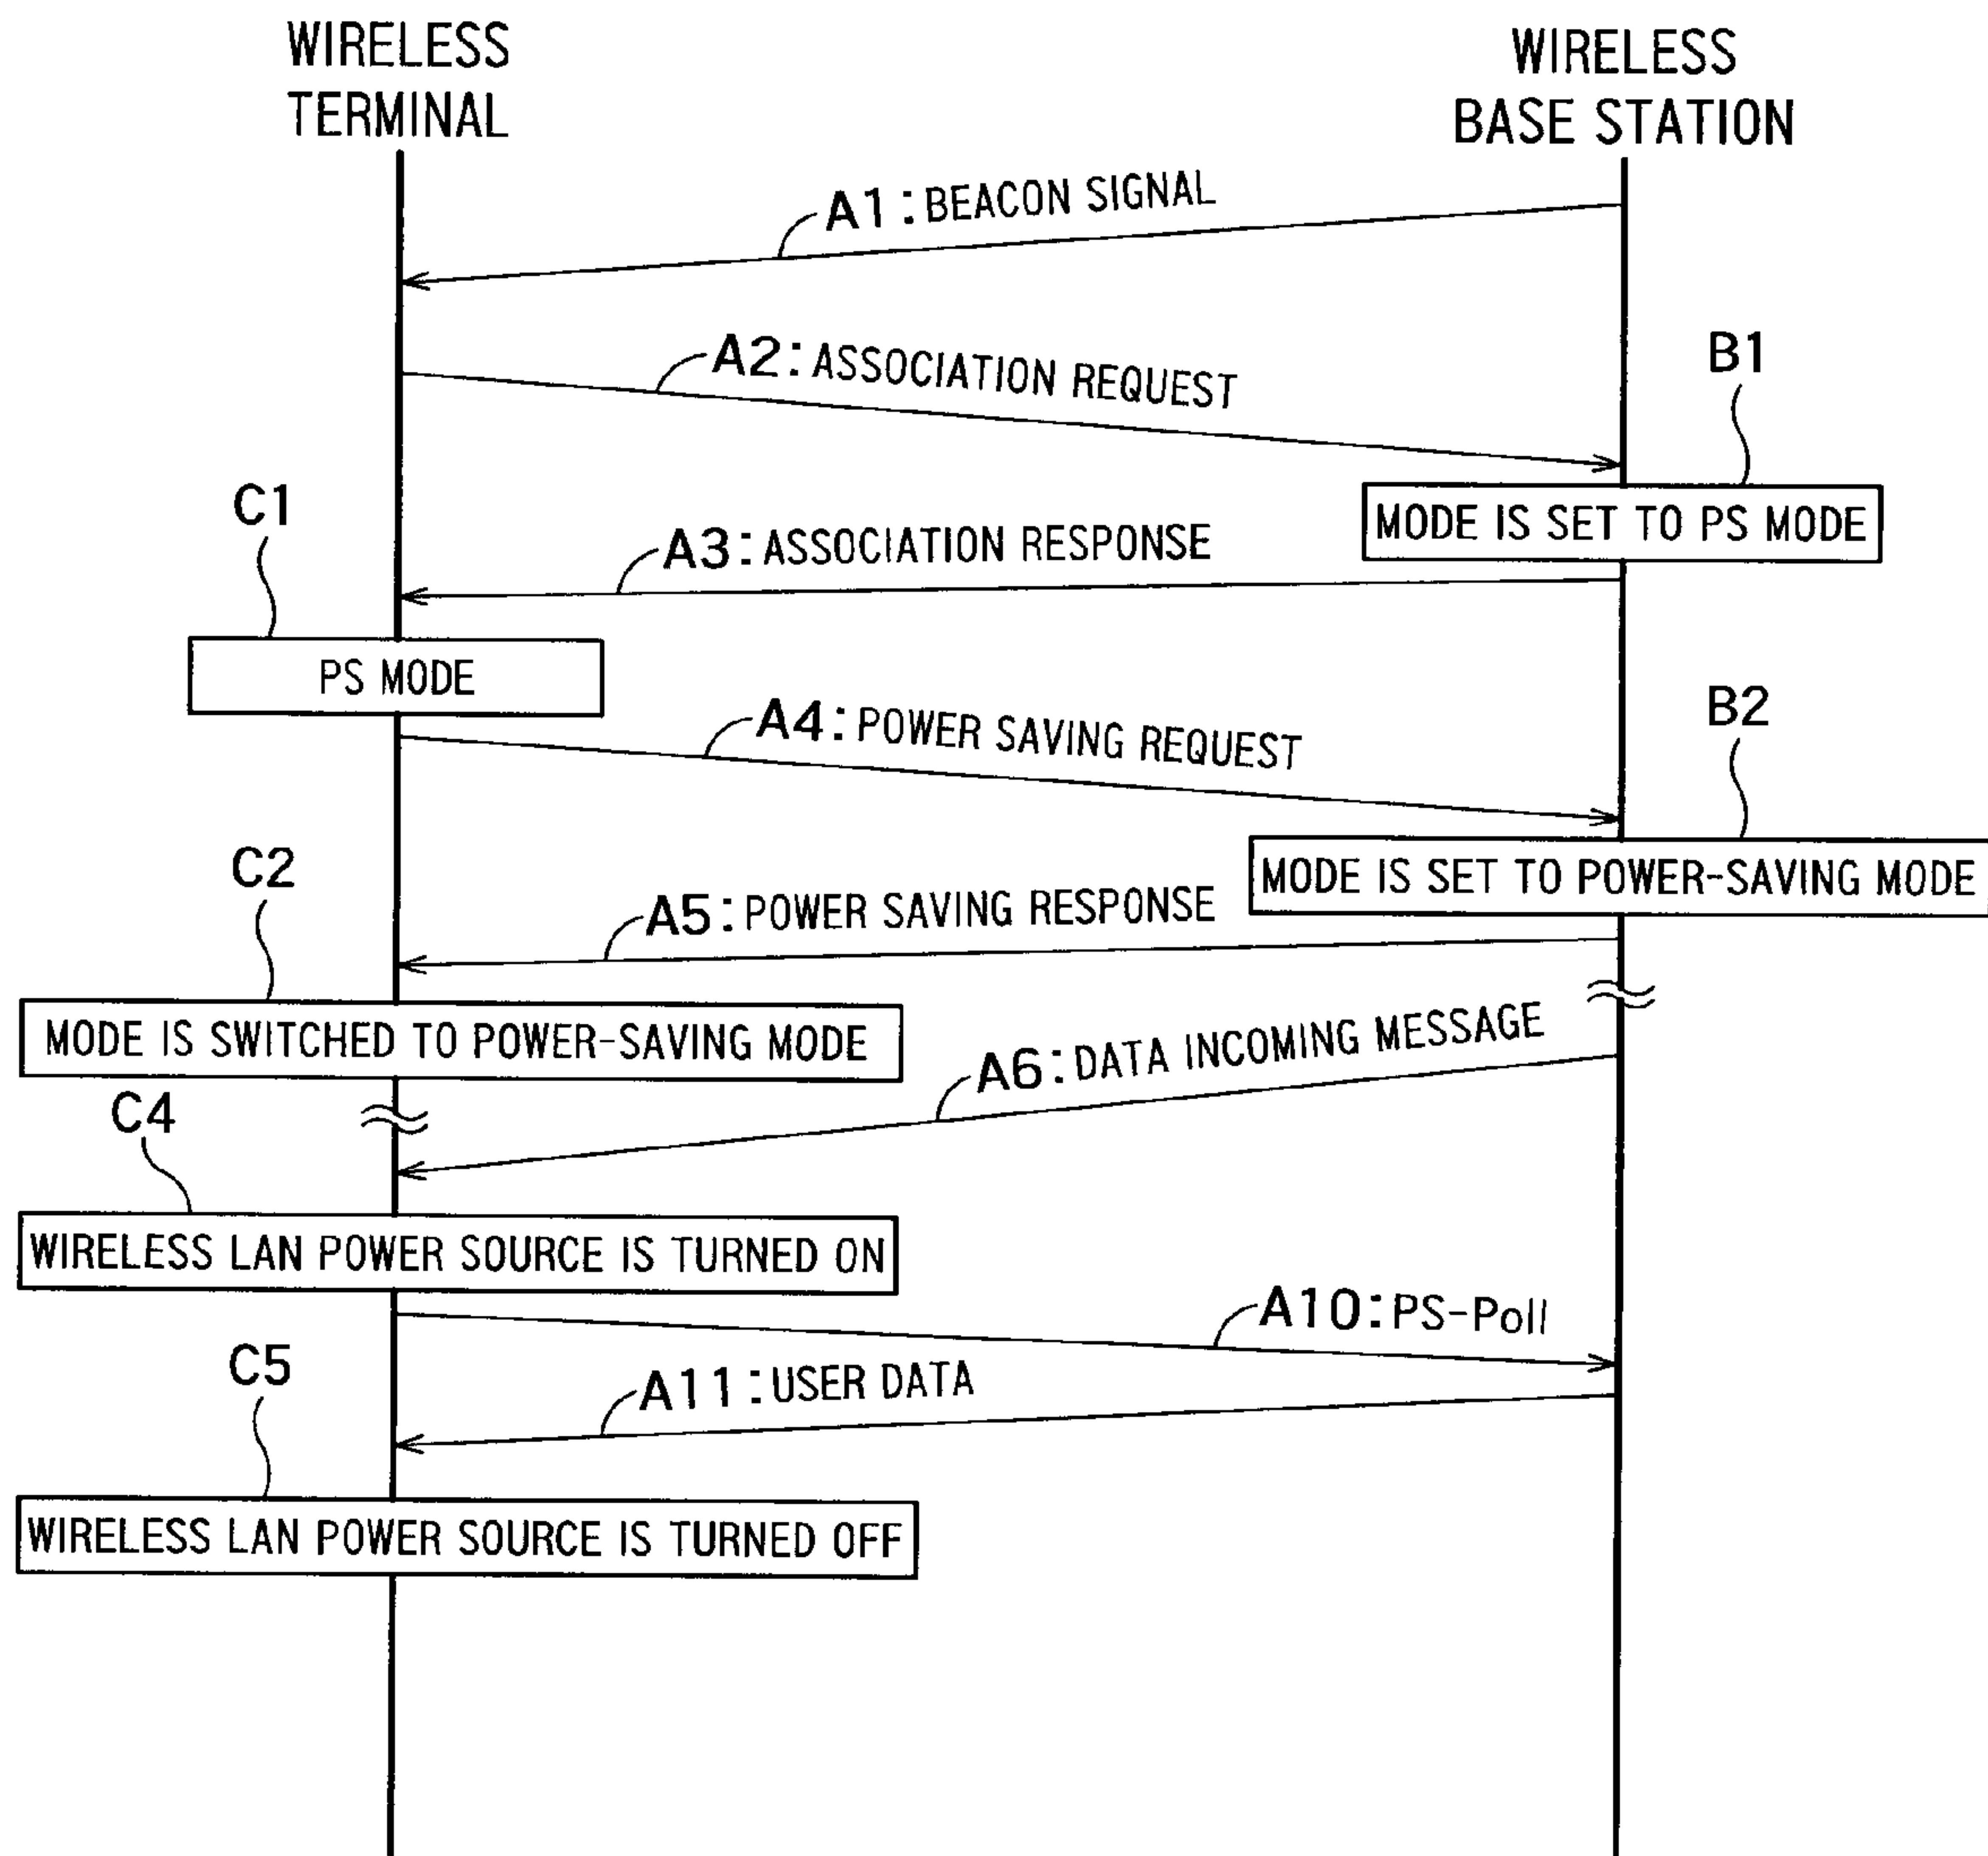 WIRELESS
TERMINAL
WIRELESS
BASE STATION
A1:BEACON SIGNAL
A2:ASSOCIATION REQUEST
B1
MODE IS SET TO PS MODE
C1
A3:ASSOCIATION RESPONSE
PS MODE
A4:POWER SAVING REQUEST
B2
MODE IS SET TO POWER-SAVING MODE
C2
A5:POWER SAVING RESPONSE
MODE IS SWITCHED TO POWER-SAVING MODE
A6:DATA INCOMING MESSAGE
C4
WIRELESS LAN POWER SOURCE IS TURNED ON
A10:PS-Poll
C5
A11:USER DATA
WIRELESS LAN POWER SOURCE IS TURNED OFF